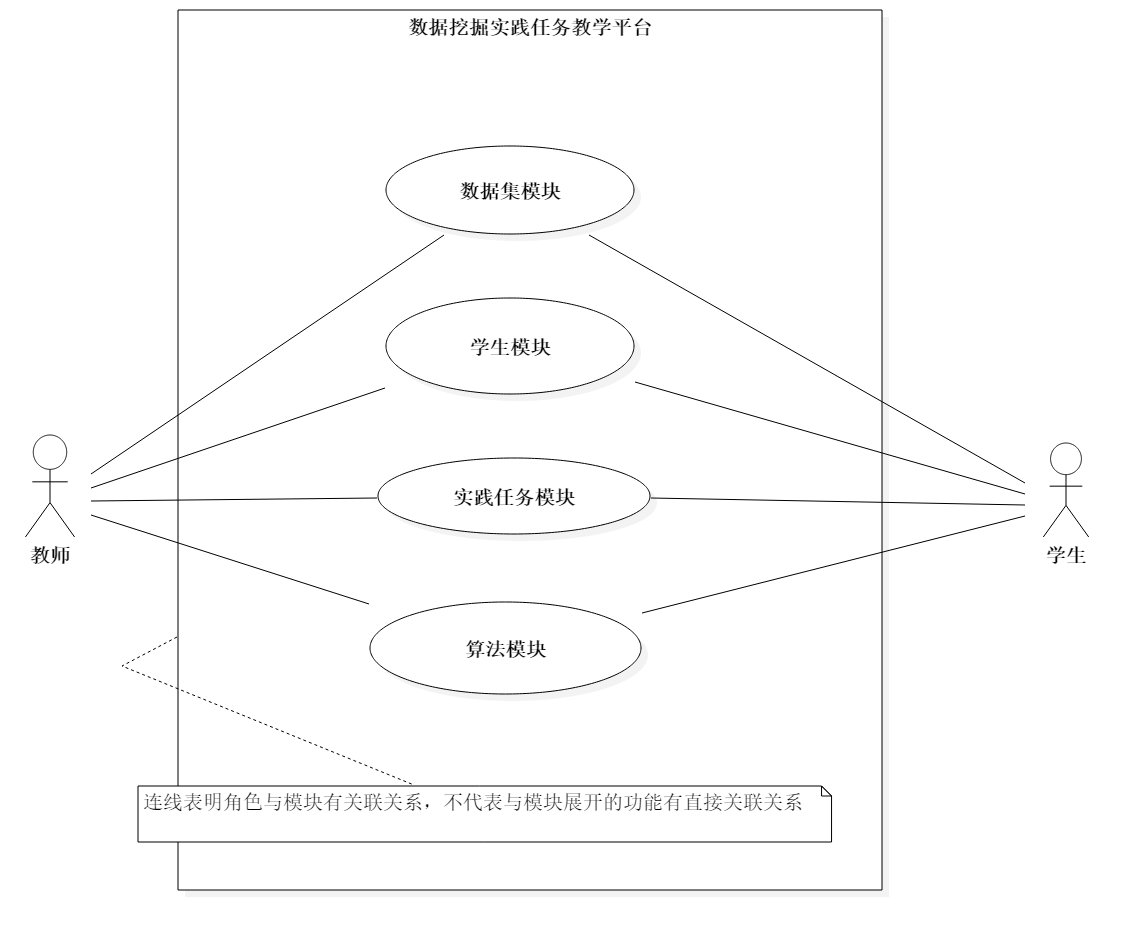 数据挖掘实践任务教学平台
数据集模块
学生模块
实践任务模块
教师
学生
算法模块
连线表明角色与模块有关联关系，不代表与模块展开的功能有直接关联关系